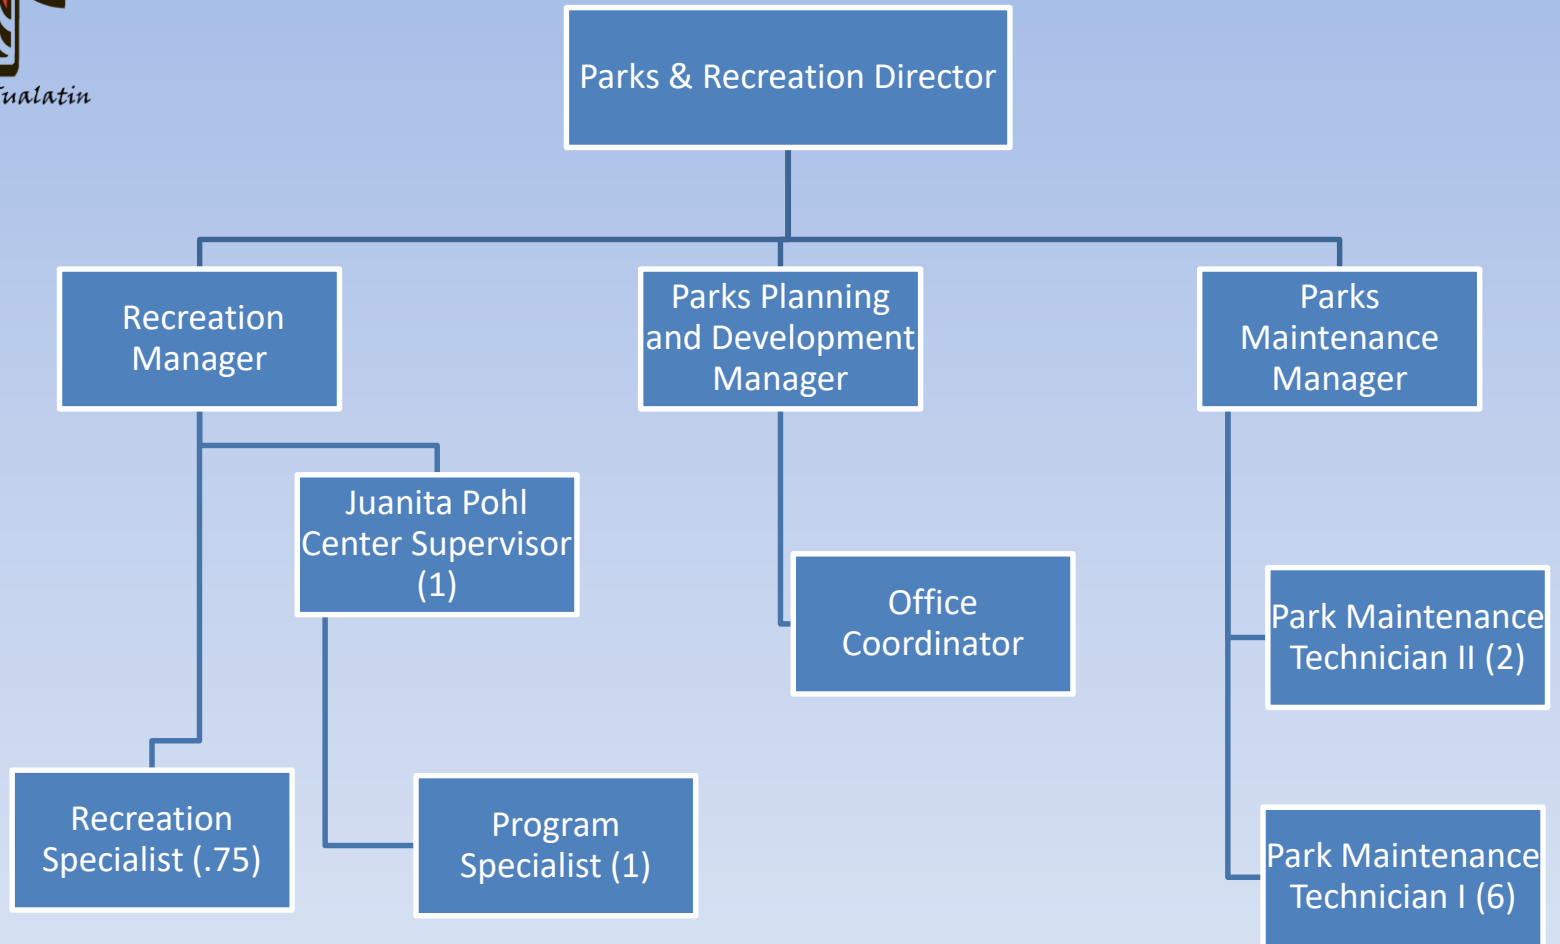 Tualatin
Parks & Recreation Director
Recreation
Manager
Parks Planning
and Development
Manager
Parks
Maintenance
Manager
Juanita Pohl
Center Supervisor
(1)
Office
Coordinator
Park Maintenance
Technician II (2)
Recreation
Specialist (.75)
Program
Specialist (1)
Park Maintenance
Technician I (6)